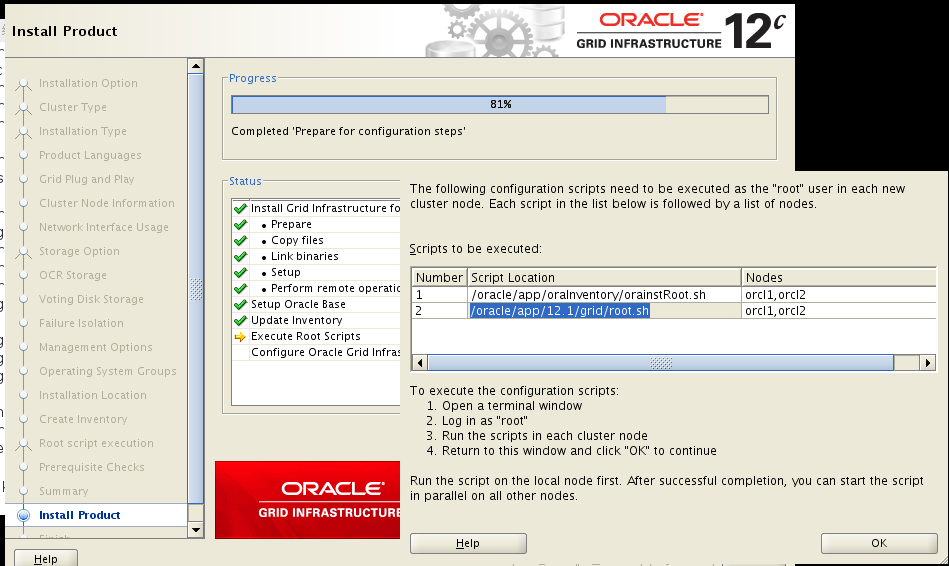 Install Product
ORACLE®
GRID INFRASTRUCTURE 12c
Installation Option
Cluster Type
Installation Type
Product Languages
Grid Plug and Play
Cluster Node Information
Network Interface Usage
Storage Option
OCR Storage
Voting Disk Storage
Failure Isolation
Management Options
Operating System Groups
Installation Location
Create Inventory
Root script execution
Prerequisite Checks
Summary
Install Product
Finish
Help
Progress
81%
Completed 'Prepare for configuration steps'
Status
Install Grid Infrastructure fo
• Prepare
• Copy files
• Link binaries
• Setup
• Perform remote operatio
Setup Oracle Base
Update Inventory
Execute Root Scripts
Configure Oracle Grid Infras
ORACLE®
GRID INFRASTRUCTURE
The following configuration scripts need to be executed as the "root" user in each new
cluster node. Each script in the list below is followed by a list of nodes.
Scripts to be executed:
Number Script Location Nodes
1 /oracle/app/oraInventory/orainstRoot.sh orcl1,orcl2
2 /oracle/app/12.1/grid/root.sh orcl1,orcl2
To execute the configuration scripts:
1. Open a terminal window
2. Log in as "root"
3. Run the scripts in each cluster node
4. Return to this window and click "OK" to continue
Run the script on the local node first. After successful completion, you can start the script
in parallel on all other nodes.
Help
OK